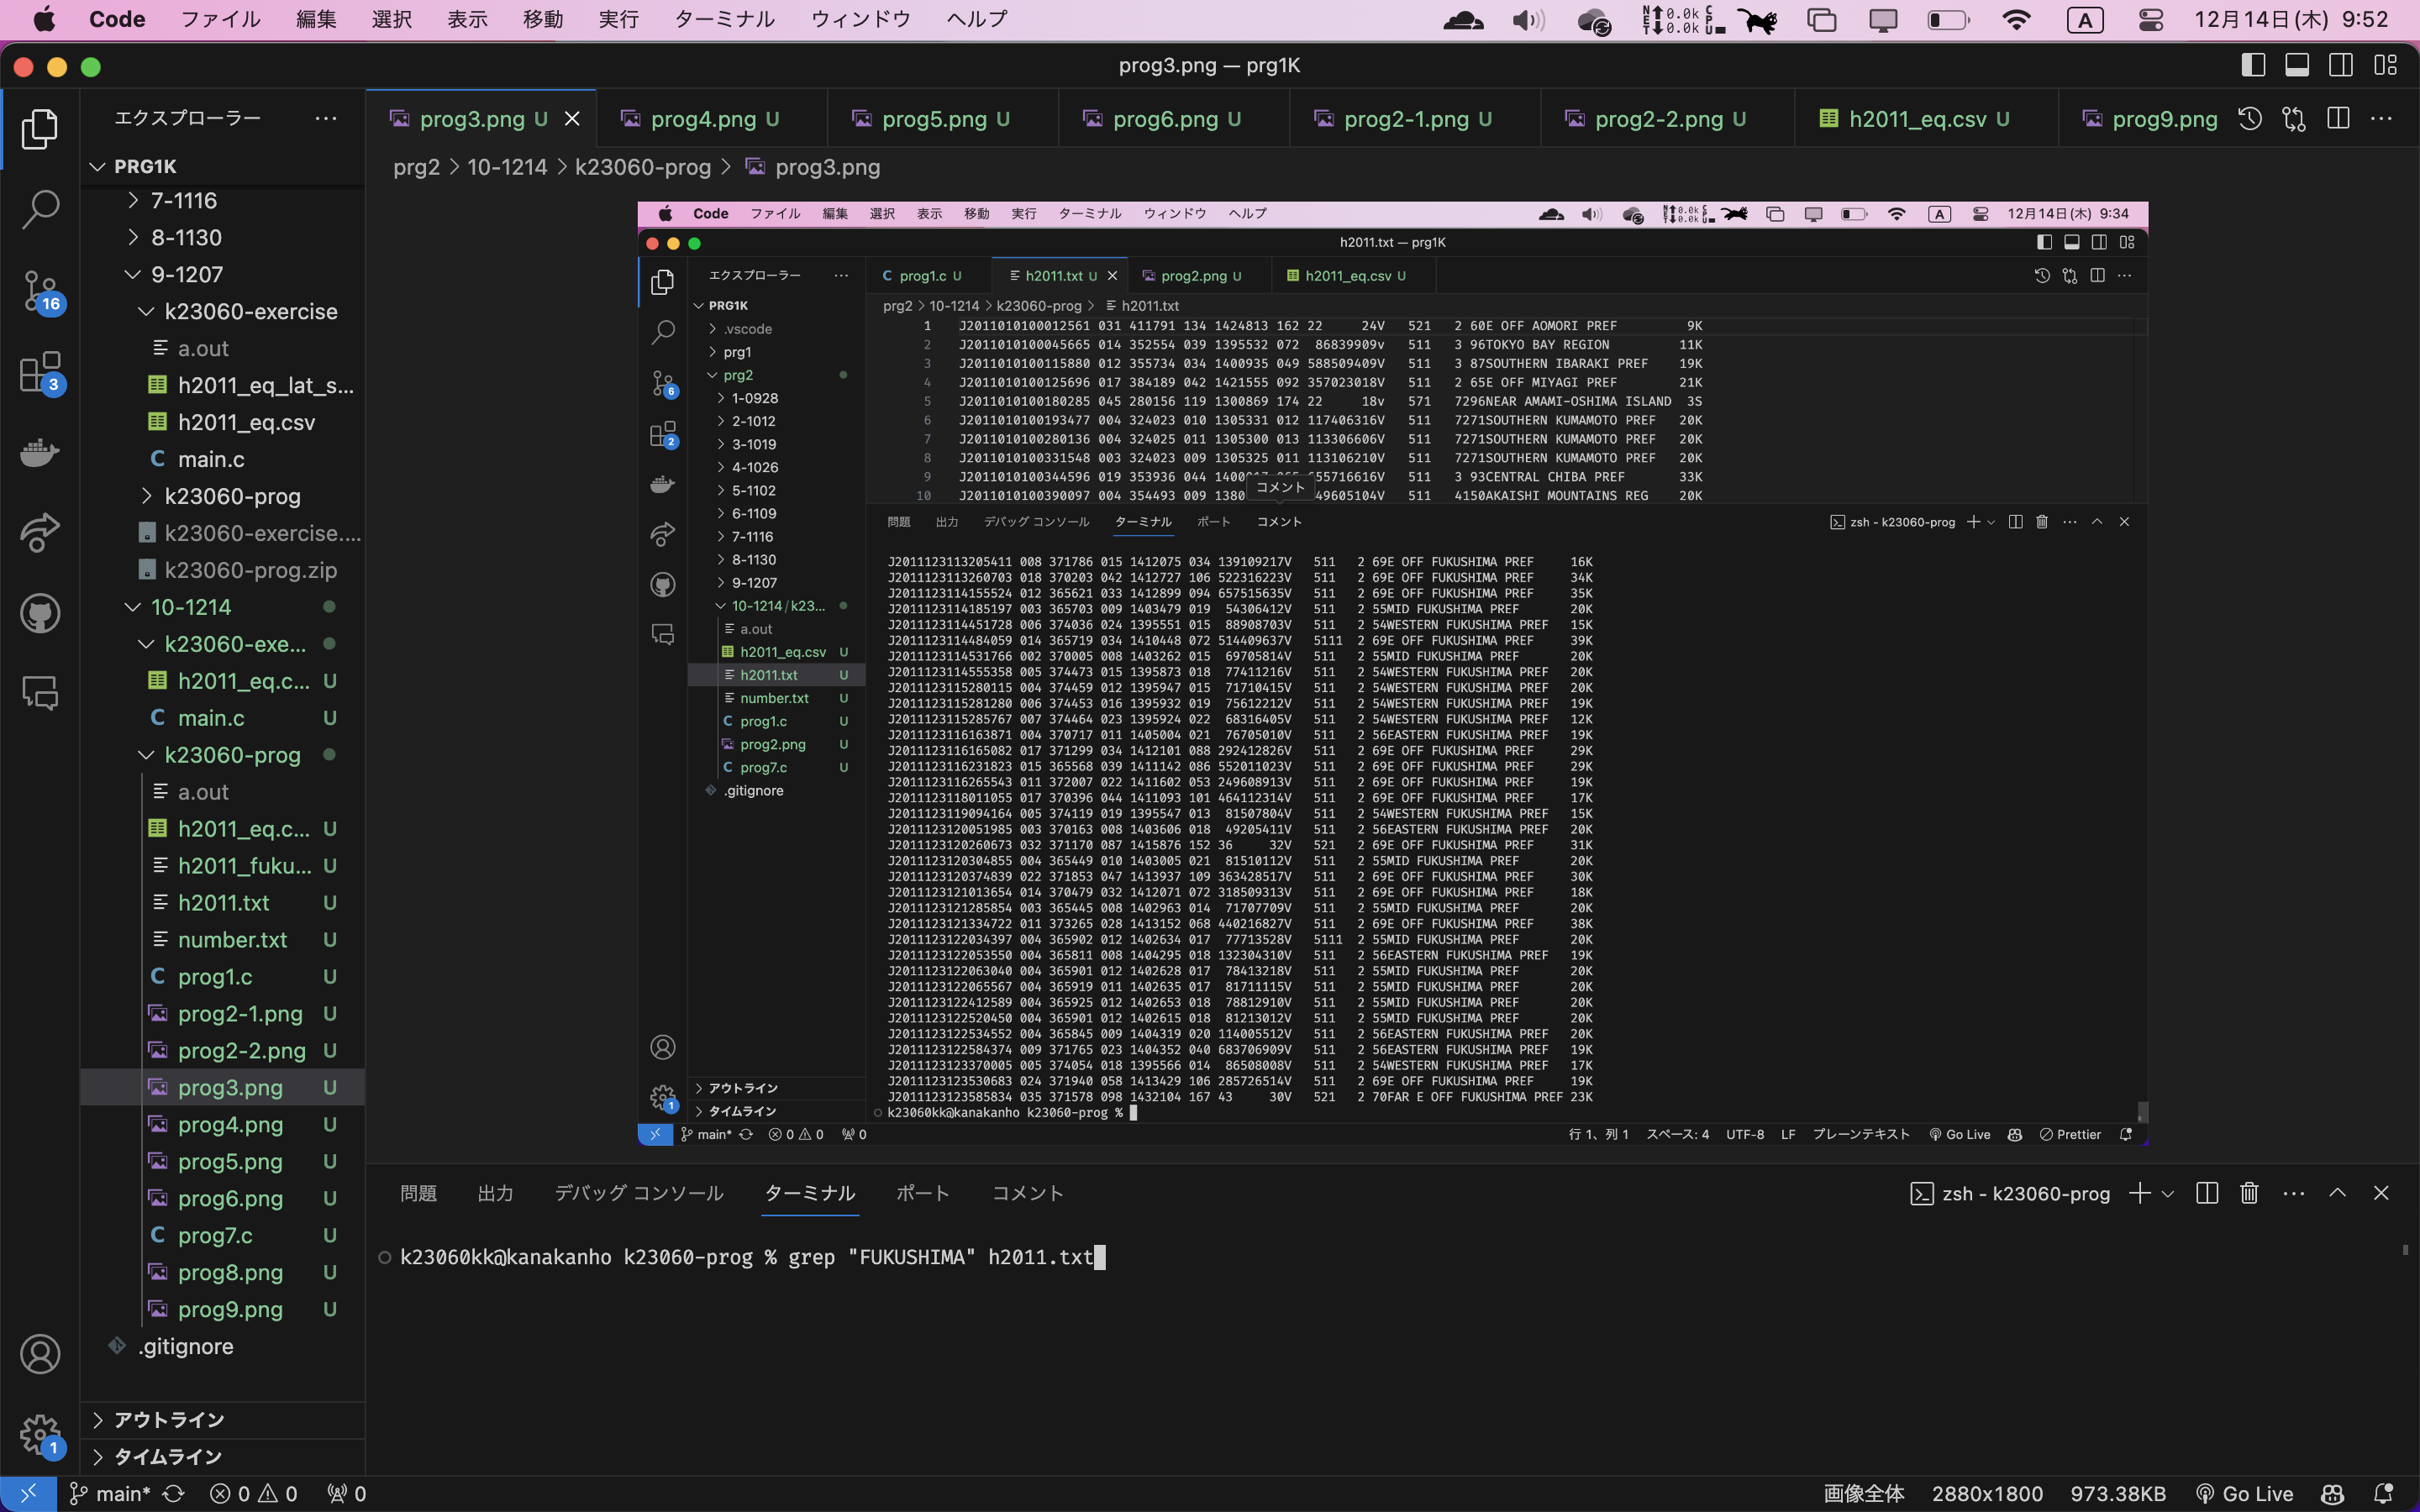 Code ファイル 編集 選択 表示 移動 実行 ターミナル ウィンドウ ヘルプ
NET 0.0k 0.0k CPU A 12月14日(木) 9:52
prog3.png — prg1K
エクスプローラー
PRG1K
7-1116
8-1130
9-1207
k23060-exercise
a.out
h2011_eq_lat_s...
h2011_eq.csv
main.c
k23060-prog
k23060-exercise....
k23060-prog.zip
10-1214
k23060-exe...
h2011_eq.c... U
main.c U
k23060-prog
a.out
h2011_eq.c... U
h2011_fuku... U
h2011.txt U
number.txt U
prog1.c U
prog2-1.png U
prog2-2.png U
prog3.png U
prog4.png U
prog5.png U
prog6.png U
prog7.c U
prog8.png U
prog9.png U
.gitignore
アウトライン
タイムライン
16
3
1
prog3.png U prog4.png U prog5.png U prog6.png U prog2-1.png U prog2-2.png U h2011_eq.csv U prog9.png
prg2 > 10-1214 > k23060-prog > prog3.png
Code ファイル 編集 選択 表示 移動 実行 ターミナル ウィンドウ ヘルプ
NET 0.0k 0.0k CPU A 12月14日(木) 9:34
h2011.txt — prg1K
エクスプローラー
PRG1K
.vscode
prg1
prg2
1-0928
2-1012
3-1019
4-1026
5-1102
6-1109
7-1116
8-1130
9-1207
10-1214/k23...
a.out
h2011_eq.csv U
h2011.txt U
number.txt U
prog1.c U
prog2.png U
prog7.c U
.gitignore
アウトライン
タイムライン
6
2
1
prog1.c U h2011.txt U prog2.png U h2011_eq.csv U
prg2 > 10-1214 > k23060-prog > h2011.txt
1 J2011010100012561 031 411791 134 1424813 162 22 24V 521 2 60E OFF AOMORI PREF 9K
2 J2011010100045665 014 352554 039 1395532 072 86839909v 511 3 96TOKYO BAY REGION 11K
3 J2011010100115880 012 355734 034 1400935 049 588509409V 511 3 87SOUTHERN IBARAKI PREF 19K
4 J2011010100125696 017 384189 042 1421555 092 357023018V 511 2 65E OFF MIYAGI PREF 21K
5 J2011010100180285 045 280156 119 1300869 174 22 18v 571 7296NEAR AMAMI-OSHIMA ISLAND 3S
6 J2011010100193477 004 324023 010 1305331 012 117406316V 511 7271SOUTHERN KUMAMOTO PREF 20K
7 J2011010100280136 004 324025 011 1305300 013 113306606V 511 7271SOUTHERN KUMAMOTO PREF 20K
8 J2011010100331548 003 324023 009 1305325 011 113106210V 511 7271SOUTHERN KUMAMOTO PREF 20K
9 J2011010100344596 019 353936 044 655716616V 511 3 93CENTRAL CHIBA PREF 33K
10 J2011010100390097 004 354493 009 1380 49605104V 511 4150AKAISHI MOUNTAINS REG 20K
コメント
問題 出力 デバッグ コンソール ターミナル ポート コメント zsh - k23060-prog
J2011123113205411 008 371786 015 1412075 034 139109217V 511 2 69E OFF FUKUSHIMA PREF 16K
J2011123113260703 018 370203 042 1412727 106 522316223V 511 2 69E OFF FUKUSHIMA PREF 34K
J2011123114155524 012 365621 033 1412899 094 657515635V 511 2 69E OFF FUKUSHIMA PREF 35K
J2011123114185197 003 365703 009 1403479 019 54306412V 511 2 55MID FUKUSHIMA PREF 20K
J2011123114451728 006 374036 024 1395551 015 88908703V 511 2 54WESTERN FUKUSHIMA PREF 15K
J2011123114484059 014 365719 034 1410448 072 514409637V 5111 2 69E OFF FUKUSHIMA PREF 39K
J2011123114531766 002 370005 008 1403262 015 69705814V 511 2 55MID FUKUSHIMA PREF 20K
J2011123114555358 005 374473 015 1395873 018 77411216V 511 2 54WESTERN FUKUSHIMA PREF 20K
J2011123115280115 004 374459 012 1395947 015 71710415V 511 2 54WESTERN FUKUSHIMA PREF 20K
J2011123115281280 006 374453 016 1395932 019 75612212V 511 2 54WESTERN FUKUSHIMA PREF 19K
J2011123115285767 007 374464 023 1395924 022 68316405V 511 2 54WESTERN FUKUSHIMA PREF 12K
J2011123116163871 004 370717 011 1405004 021 76705010V 511 2 56EASTERN FUKUSHIMA PREF 19K
J2011123116165082 017 371299 034 1412101 088 292412826V 511 2 69E OFF FUKUSHIMA PREF 29K
J2011123116231823 015 365568 039 1411142 086 552011023V 511 2 69E OFF FUKUSHIMA PREF 29K
J2011123116265543 011 372007 022 1411602 053 249608913V 511 2 69E OFF FUKUSHIMA PREF 19K
J2011123118011055 017 370396 044 1411093 101 464112314V 511 2 69E OFF FUKUSHIMA PREF 17K
J2011123119094164 005 374119 019 1395547 013 81507804V 511 2 54WESTERN FUKUSHIMA PREF 15K
J2011123120051985 003 370163 008 1403606 018 49205411V 511 2 56EASTERN FUKUSHIMA PREF 20K
J2011123120260673 032 371170 087 1415876 152 36 32V 521 2 69E OFF FUKUSHIMA PREF 31K
J2011123120304855 004 365449 010 1403005 021 81510112V 511 2 55MID FUKUSHIMA PREF 20K
J2011123120374839 022 371853 047 1413937 109 363428517V 511 2 69E OFF FUKUSHIMA PREF 30K
J2011123121013654 014 370479 032 1412071 072 318509313V 511 2 69E OFF FUKUSHIMA PREF 18K
J2011123121285854 003 365445 008 1402963 014 71707709V 511 2 55MID FUKUSHIMA PREF 20K
J2011123121334722 011 373265 028 1413152 068 440216827V 511 2 69E OFF FUKUSHIMA PREF 38K
J2011123122034397 004 365902 012 1402634 017 77713528V 5111 2 55MID FUKUSHIMA PREF 20K
J2011123122053550 004 365811 008 1404295 018 132304310V 511 2 56EASTERN FUKUSHIMA PREF 19K
J2011123122063040 004 365901 012 1402628 017 78413218V 511 2 55MID FUKUSHIMA PREF 20K
J2011123122065567 004 365919 011 1402635 017 81711115V 511 2 55MID FUKUSHIMA PREF 20K
J2011123122412589 004 365925 012 1402653 018 78812910V 511 2 55MID FUKUSHIMA PREF 20K
J2011123122520450 004 365901 012 1402615 018 81213012V 511 2 55MID FUKUSHIMA PREF 20K
J2011123122534552 004 365845 009 1404319 020 114005512V 511 2 56EASTERN FUKUSHIMA PREF 20K
J2011123122584374 009 371765 023 1404352 040 683706909V 511 2 56EASTERN FUKUSHIMA PREF 19K
J2011123123370005 005 374054 018 1395566 014 86508008V 511 2 54WESTERN FUKUSHIMA PREF 17K
J2011123123530683 024 371940 058 1413429 106 285726514V 511 2 69E OFF FUKUSHIMA PREF 19K
J2011123123585834 035 371578 098 1432104 167 43 30V 521 2 70FAR E OFF FUKUSHIMA PREF 23K
k23060kk@kanakanho k23060-prog %
main* 0 0 0 行 1、列 1 スペース: 4 UTF-8 LF プレーンテキスト Go Live Prettier
問題 出力 デバッグ コンソール ターミナル ポート コメント zsh - k23060-prog
k23060kk@kanakanho k23060-prog % grep "FUKUSHIMA" h2011.txt
main* 0 0 0 画像全体 2880x1800 973.38KB Go Live